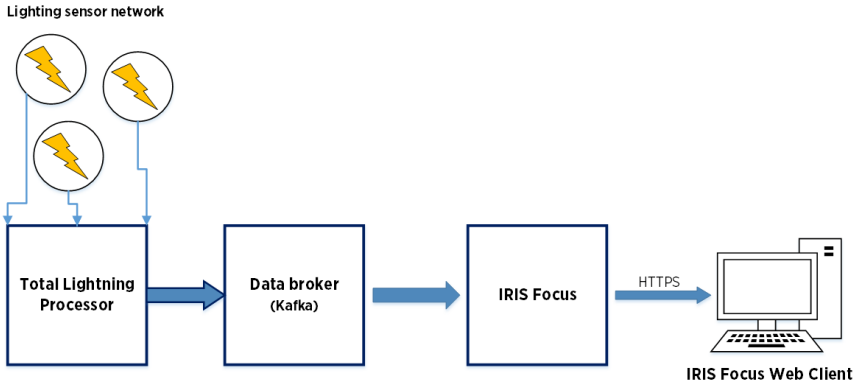 Lighting sensor network
Total Lightning
Processor
Data broker
(Kafka)
IRIS Focus
HTTPS
IRIS Focus Web Client